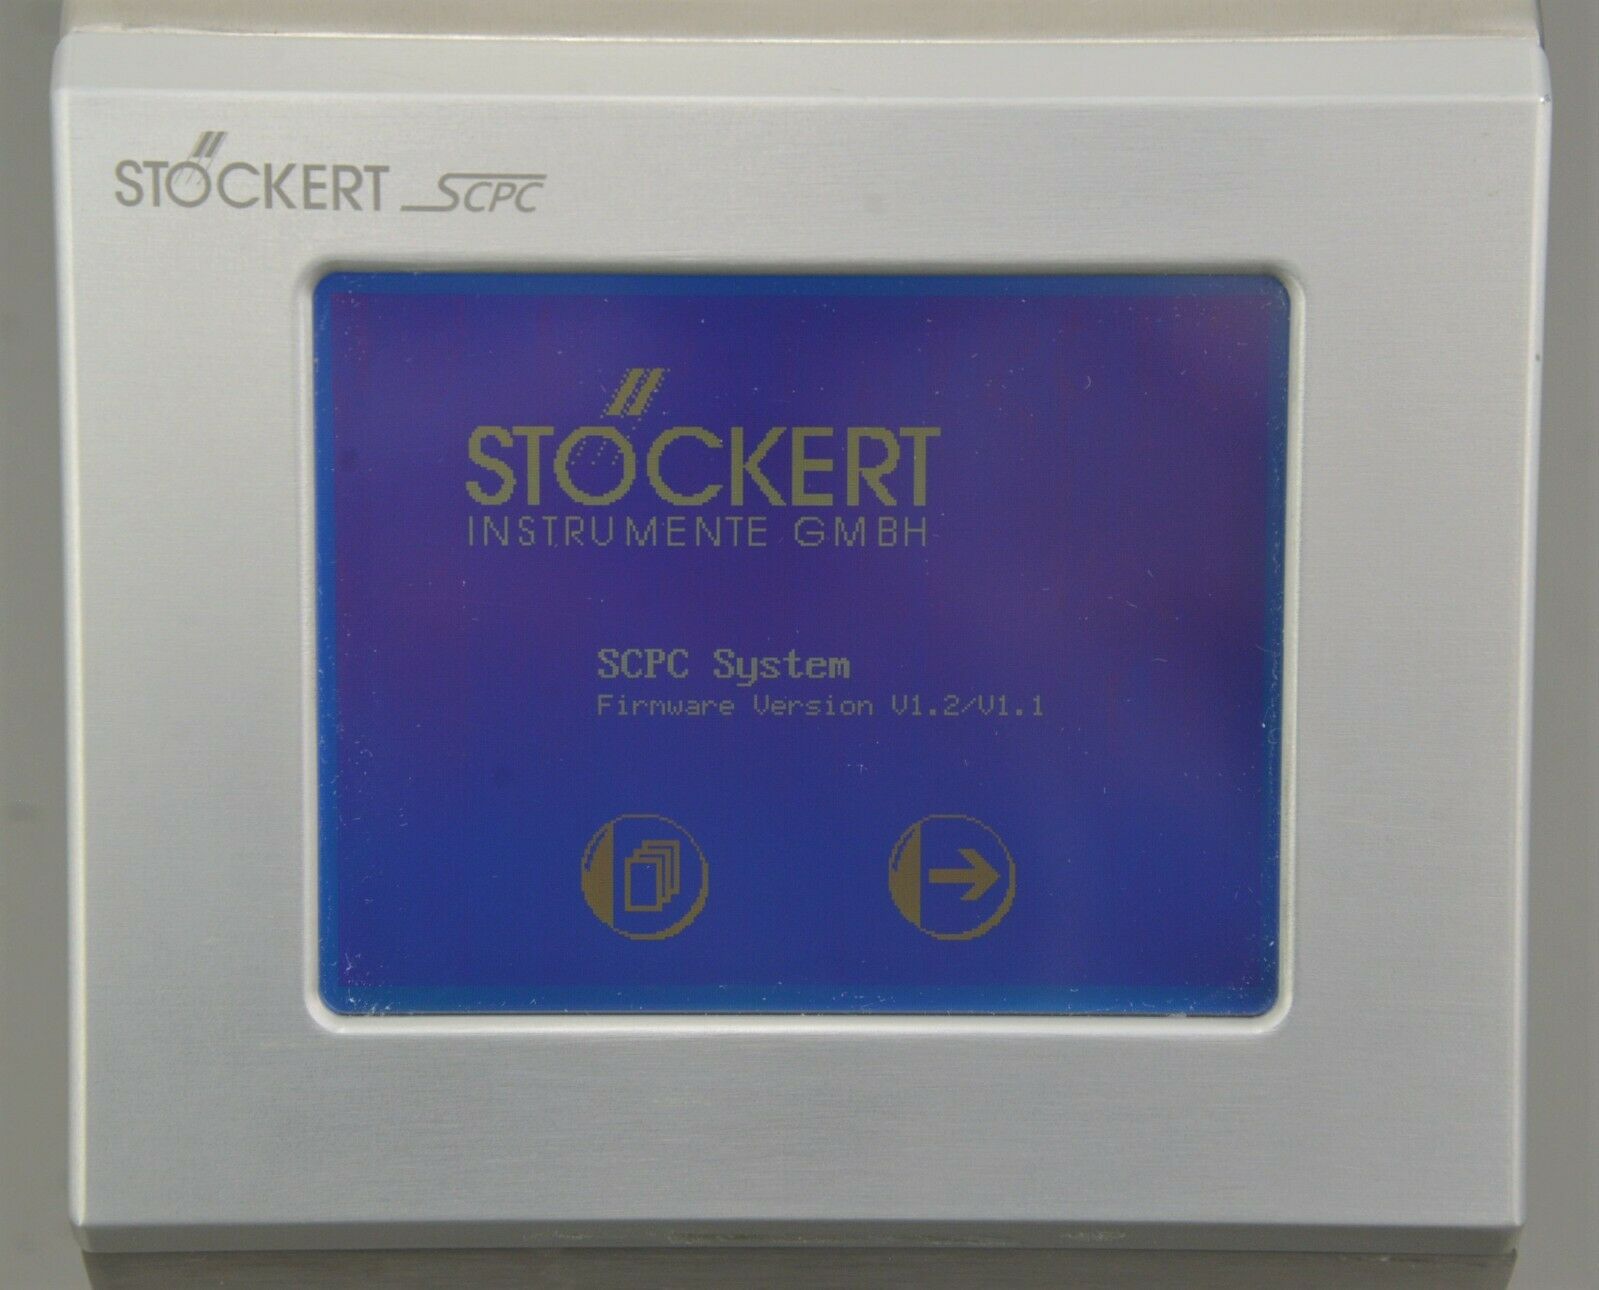 STÖCKERT SCPC
STÖCKERT
INSTRUMENTE GMBH
SCPC System
Firmware Version V1.2/V1.1